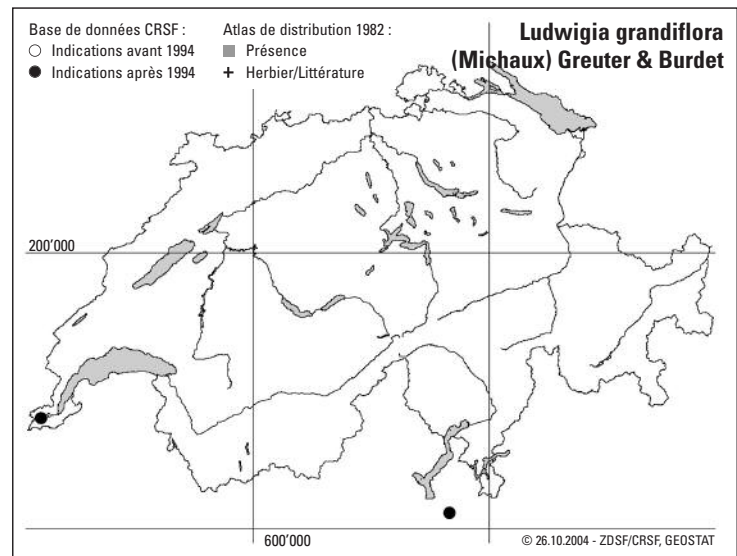 Base de données CRSF :
○ Indications avant 1994
● Indications après 1994
Atlas de distribution 1982 :
Présence
+ Herbier/Littérature
Ludwigia grandiflora
(Michaux) Greuter & Burdet
200'000
600'000
© 26.10.2004 - ZDSF/CRSF, GEOSTAT